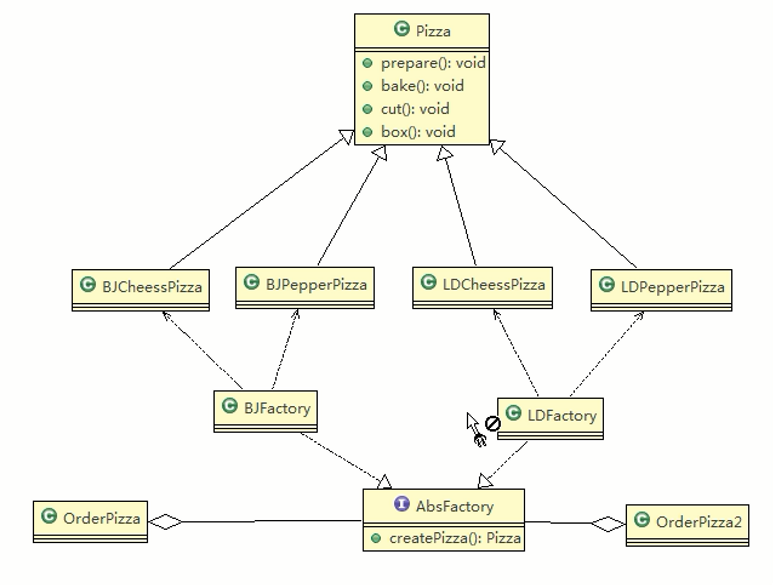 C Pizza
prepare(): void
bake(): void
cut(): void
box(): void
C BJCheessPizza
C BJPepperPizza
C LDCheessPizza
C LDPepperPizza
C BJFactory
C LDFactory
C OrderPizza
I AbsFactory
createPizza(): Pizza
C OrderPizza2